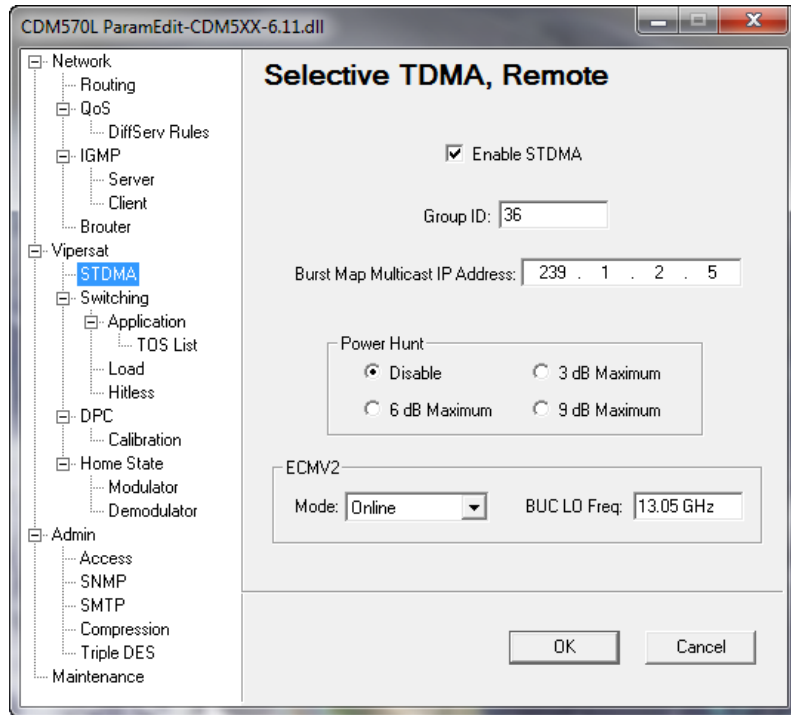 CDM570L ParamEdit-CDM5XX-6.11.dll
Network
Routing
QoS
DiffServ Rules
IGMP
Server
Client
Brouter
Vipersat
STDMA
Switching
Application
TOS List
Load
Hitless
DPC
Calibration
Home State
Modulator
Demodulator
Admin
Access
SNMP
SMTP
Compression
Triple DES
Maintenance
Selective TDMA, Remote
Enable STDMA
Group ID: 36
Burst Map Multicast IP Address: 239 . 1 . 2 . 5
Power Hunt
Disable 3 dB Maximum
6 dB Maximum 9 dB Maximum
ECMV2
Mode: Online BUC LO Freq: 13.05 GHz
OK Cancel